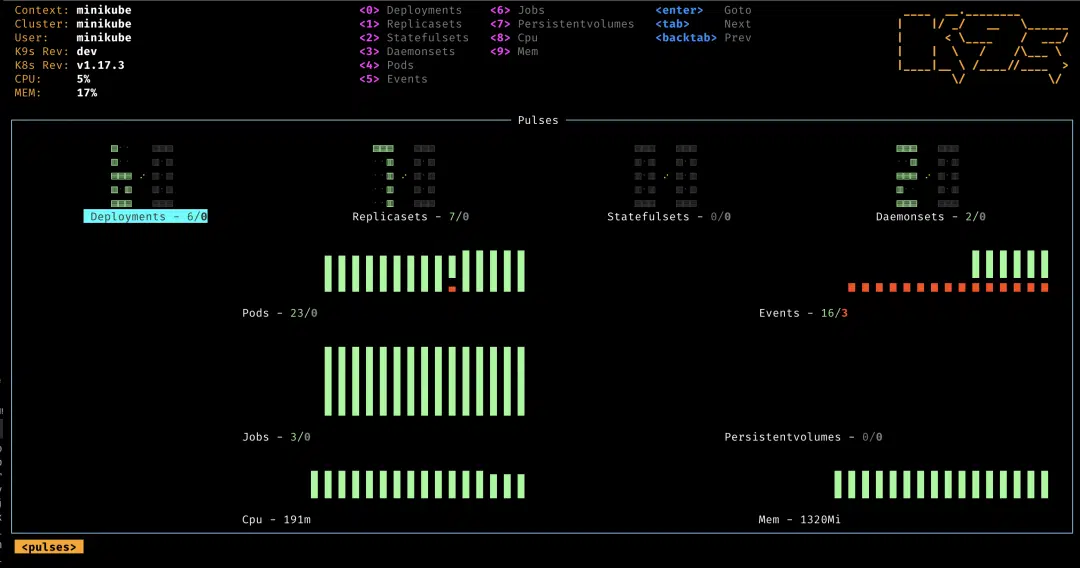 Context: minikube <0> Deployments <6> Jobs <enter> Goto
Cluster: minikube <1> Replicasets <7> Persistentvolumes <tab> Next
User: minikube <2> Statefulsets <8> Cpu <backtab> Prev
K9s Rev: dev <3> Daemonsets <9> Mem
K8s Rev: v1.17.3 <4> Pods
CPU: 5% <5> Events
MEM: 17%
K9s
Pulses
Deployments - 6/0 Replicasets - 7/0 Statefulsets - 0/0 Daemonsets - 2/0
Pods - 23/0 Events - 16/3
Jobs - 3/0 Persistentvolumes - 0/0
Cpu - 191m Mem - 1320Mi
<pulses>